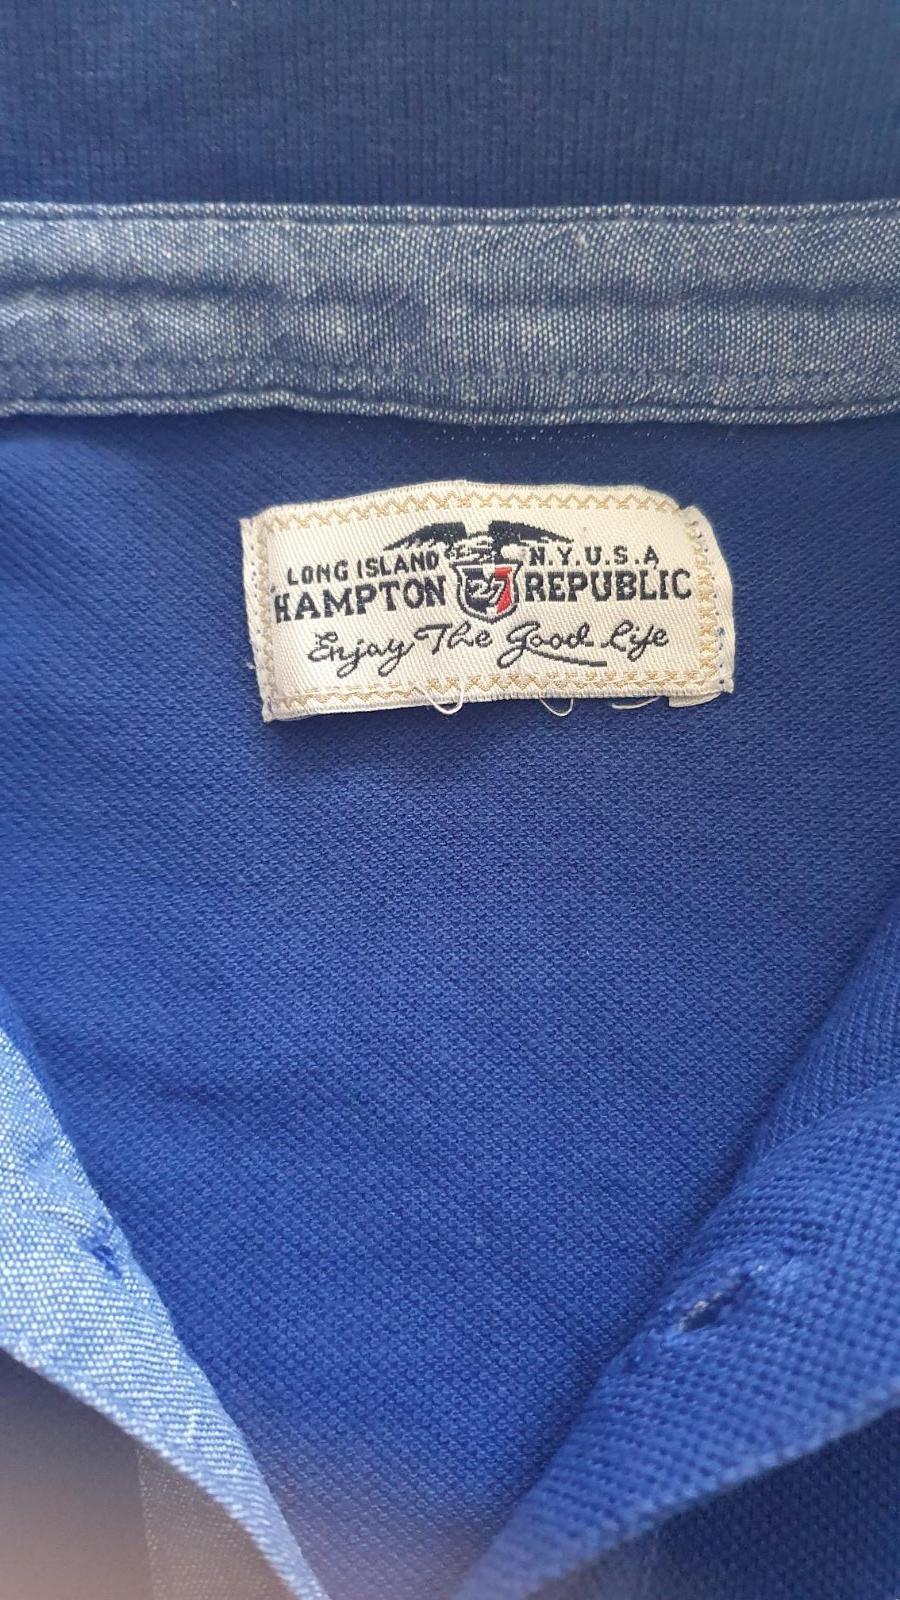 LONG ISLAND N.Y.U.S.A
HAMPTON 27 REPUBLIC
Enjoy The Good Life